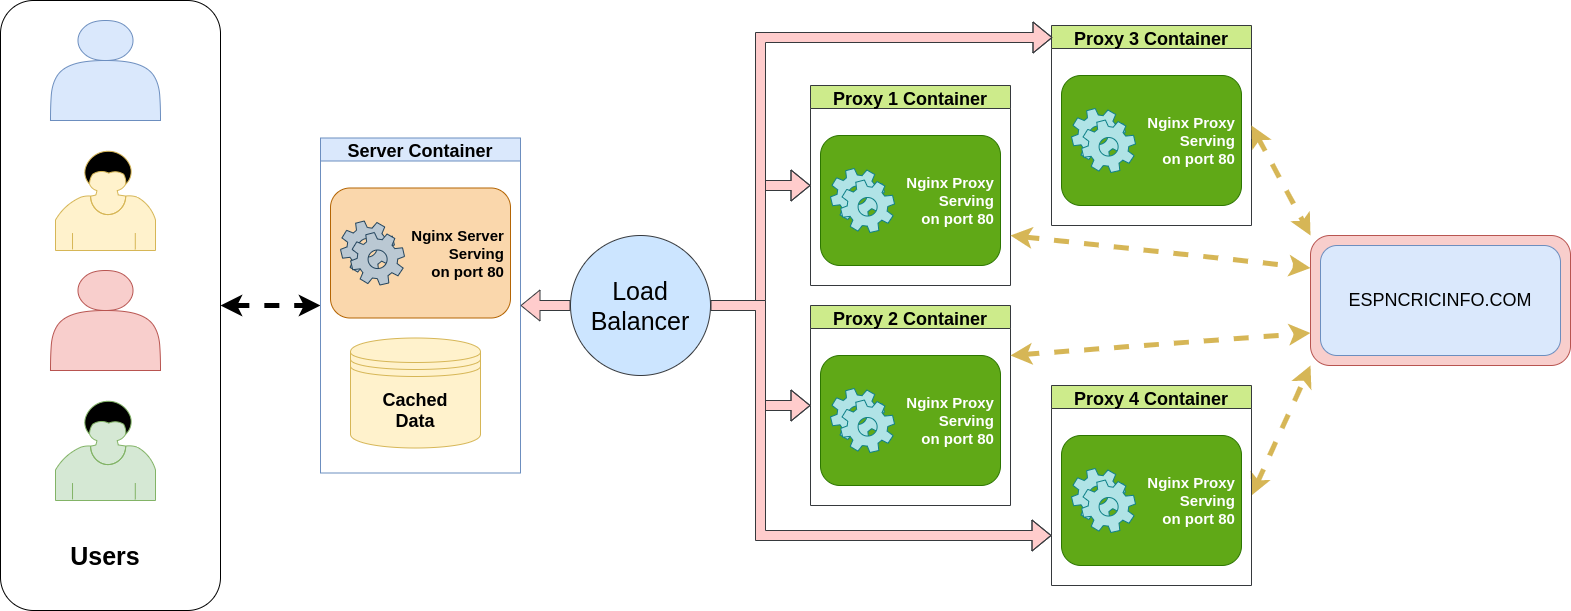 Users
Server Container
Nginx Server
Serving
on port 80
Cached
Data
Load
Balancer
Proxy 1 Container
Nginx Proxy
Serving
on port 80
Proxy 2 Container
Nginx Proxy
Serving
on port 80
Proxy 3 Container
Nginx Proxy
Serving
on port 80
Proxy 4 Container
Nginx Proxy
Serving
on port 80
ESPNCRICINFO.COM